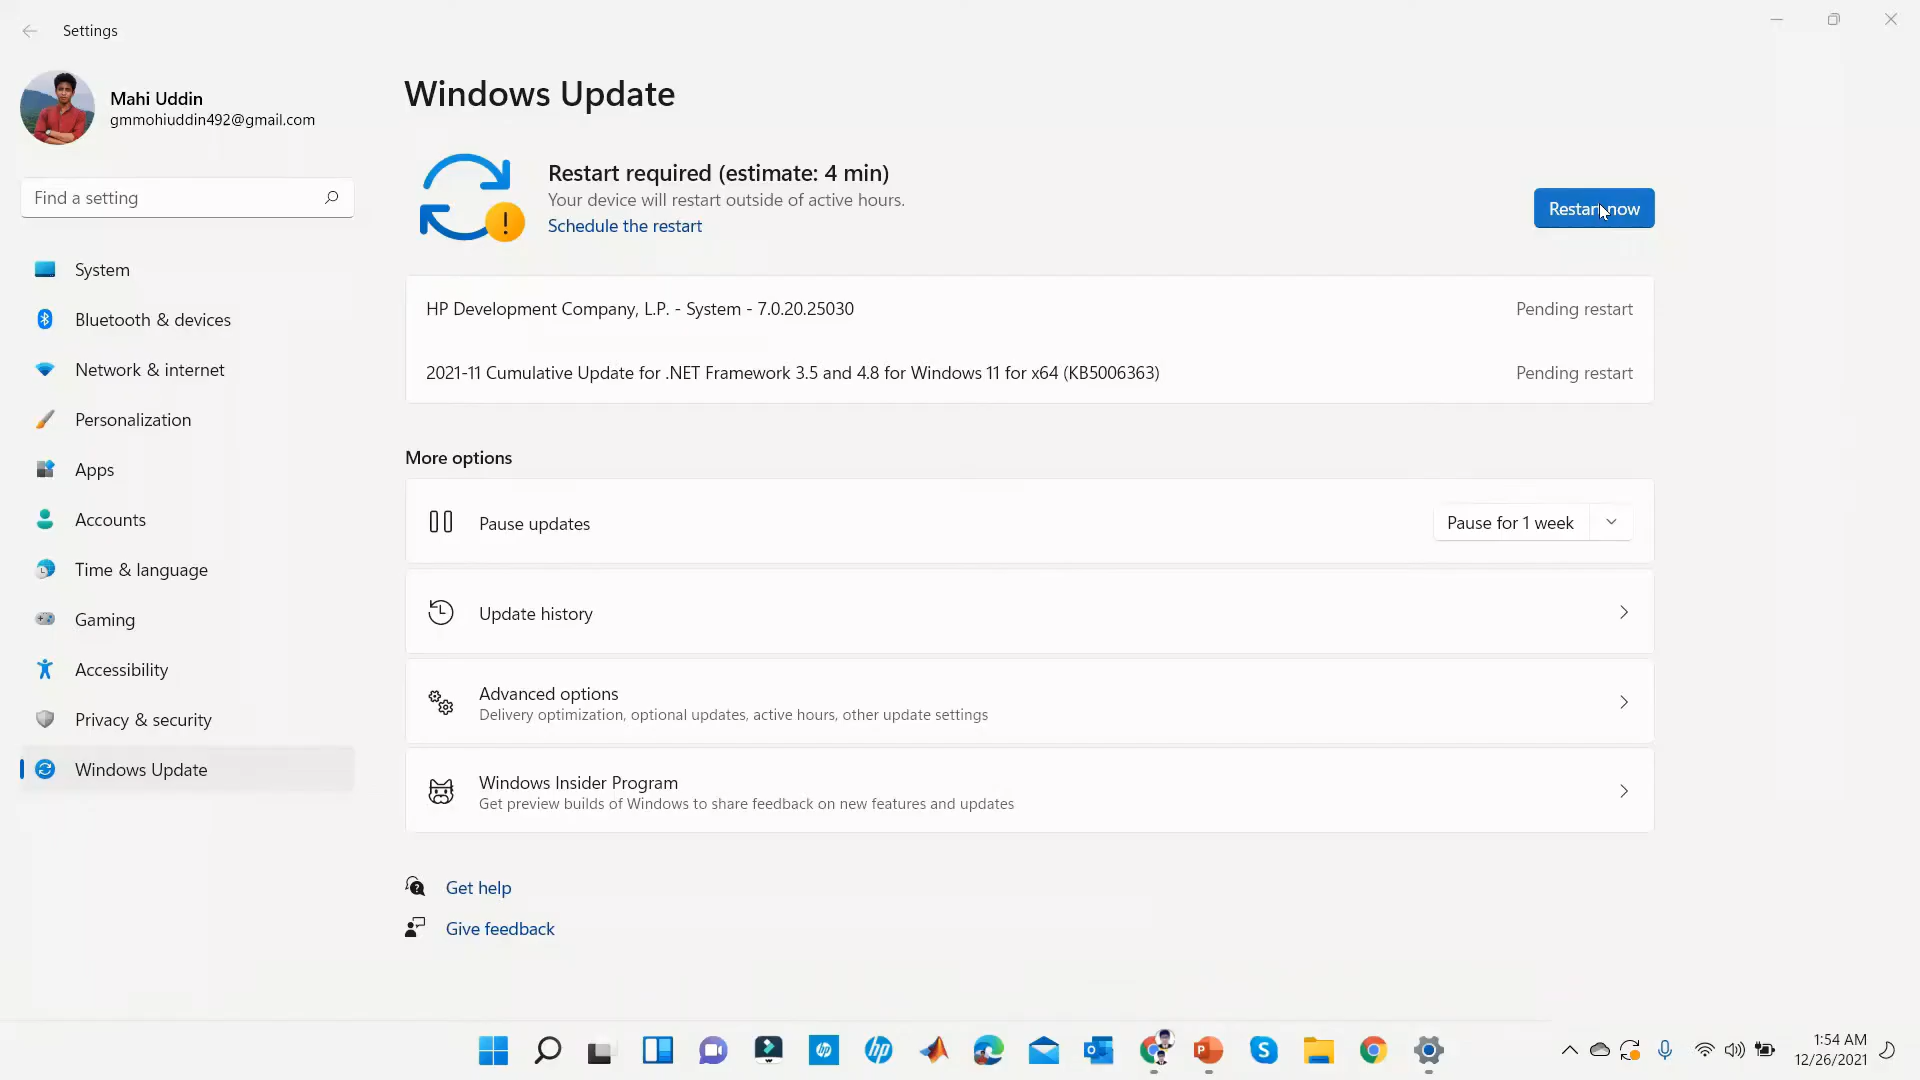 Settings
Mahi Uddin
gmmohiuddin492@gmail.com
Find a setting
System
Bluetooth & devices
Network & internet
Personalization
Apps
Accounts
Time & language
Gaming
Accessibility
Privacy & security
Windows Update
Windows Update
Restart required (estimate: 4 min)
Your device will restart outside of active hours.
Schedule the restart
Restart now
HP Development Company, L.P. - System - 7.0.20.25030
Pending restart
2021-11 Cumulative Update for .NET Framework 3.5 and 4.8 for Windows 11 for x64 (KB5006363)
Pending restart
More options
Pause updates
Pause for 1 week
Update history
Advanced options
Delivery optimization, optional updates, active hours, other update settings
Windows Insider Program
Get preview builds of Windows to share feedback on new features and updates
Get help
Give feedback
1:54 AM
12/26/2021